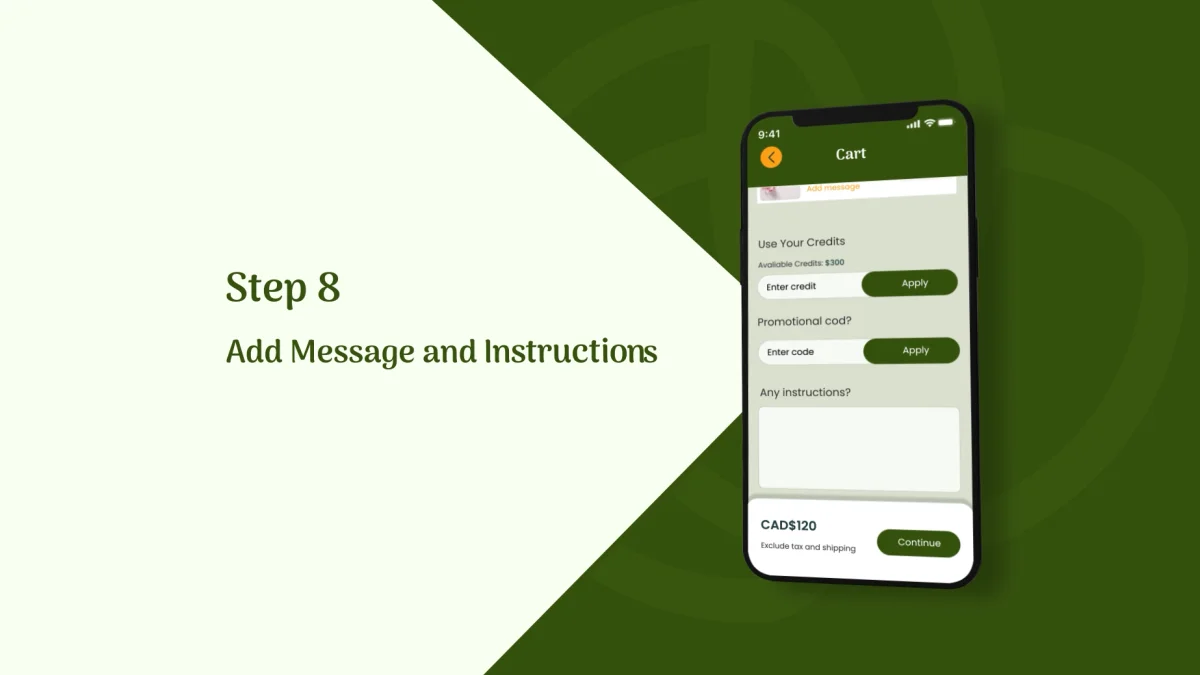 Step 8
Add Message and Instructions
9:41
Cart
Add message
Use Your Credits
Available Credits: $300
Enter credit
Apply
Promotional cod?
Enter code
Apply
Any instructions?
CAD$120
Exclude tax and shipping
Continue